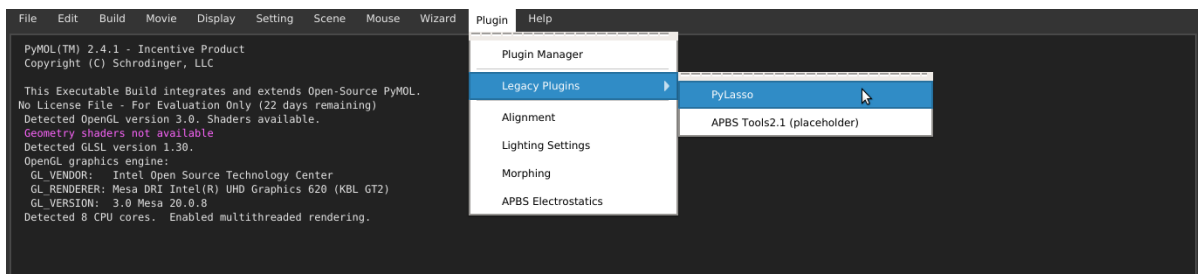 File Edit Build Movie Display Setting Scene Mouse Wizard Plugin Help
PyMOL(TM) 2.4.1 - Incentive Product
Copyright (C) Schrodinger, LLC
This Executable Build integrates and extends Open-Source PyMOL.
No License File - For Evaluation Only (22 days remaining)
Detected OpenGL version 3.0. Shaders available.
Geometry shaders not available
Detected GLSL version 1.30.
OpenGL graphics engine:
GL_VENDOR: Intel Open Source Technology Center
GL_RENDERER: Mesa DRI Intel(R) UHD Graphics 620 (KBL GT2)
GL_VERSION: 3.0 Mesa 20.0.8
Detected 8 CPU cores. Enabled multithreaded rendering.
Plugin Manager
Legacy Plugins
Alignment
Lighting Settings
Morphing
APBS Electrostatics
PyLasso
APBS Tools2.1 (placeholder)